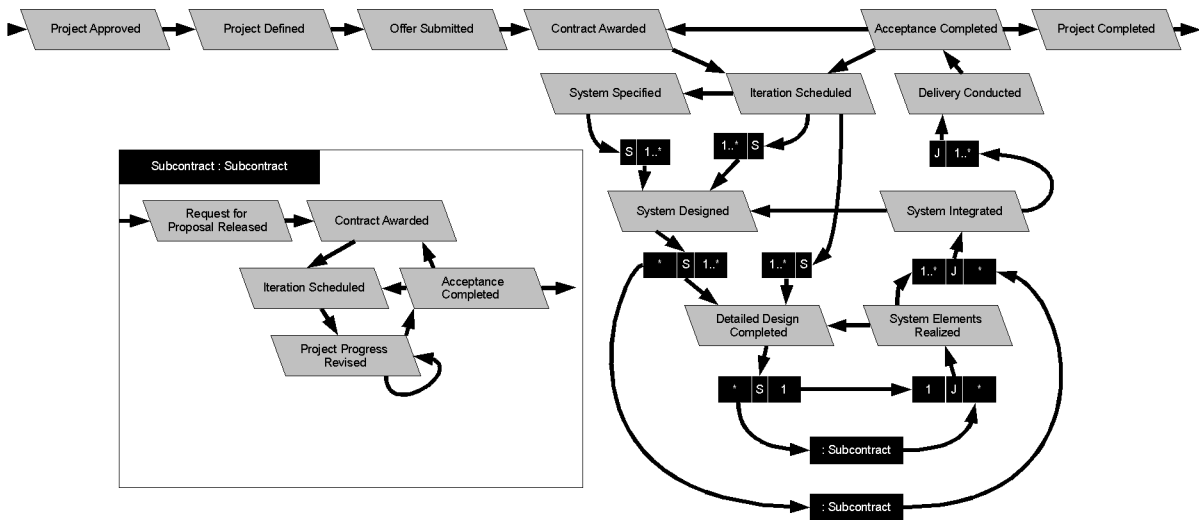 Project Approved
Project Defined
Offer Submitted
Contract Awarded
Acceptance Completed
Project Completed
System Specified
Iteration Scheduled
Delivery Conducted
S 1..*
1..* S
J 1..*
Subcontract : Subcontract
Request for
Proposal Released
Contract Awarded
System Designed
System Integrated
Iteration Scheduled
Acceptance
Completed
* S 1..*
1..* S
1..* J *
Project Progress
Revised
Detailed Design
Completed
System Elements
Realized
* S 1
1 J *
: Subcontract
: Subcontract